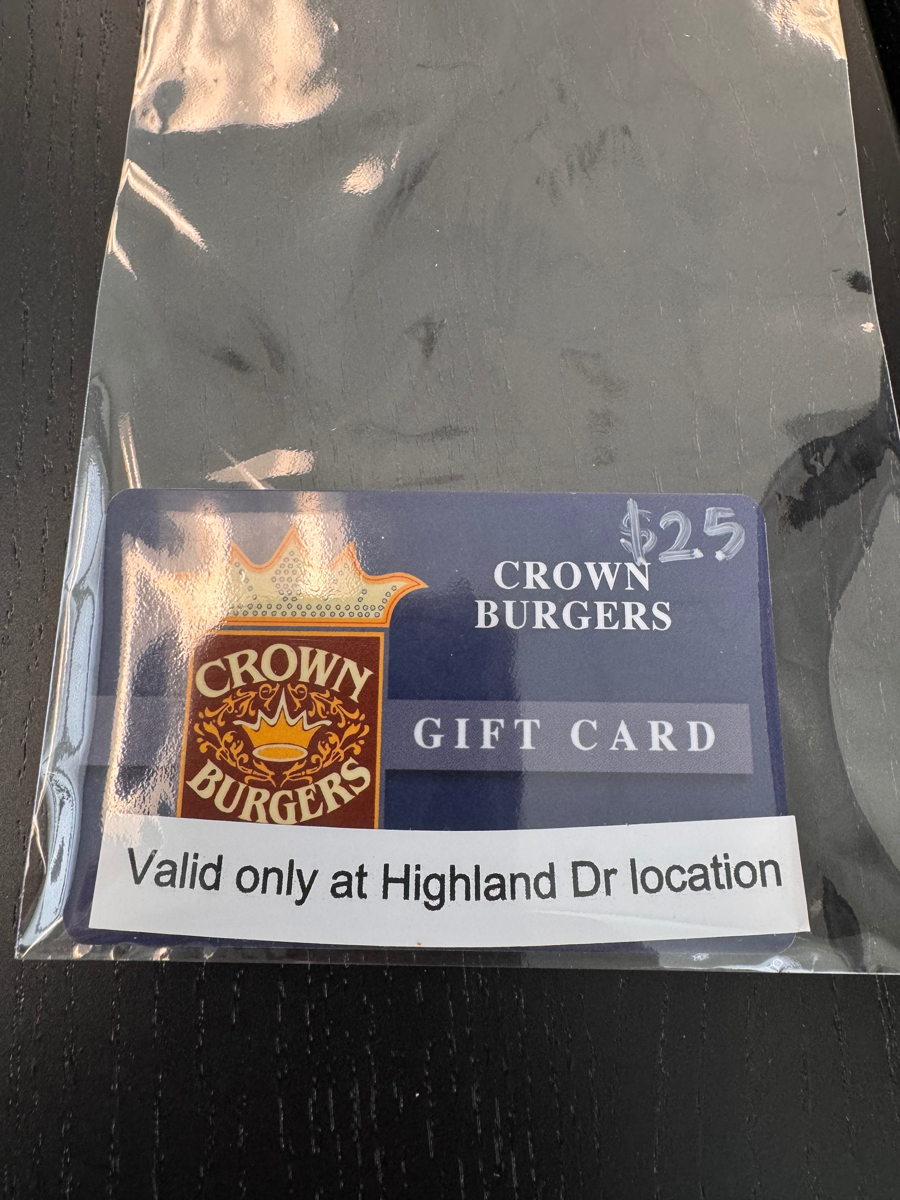 $25
CROWN
BURGERS
CROWN
BURGERS
GIFT CARD
Valid only at Highland Dr location